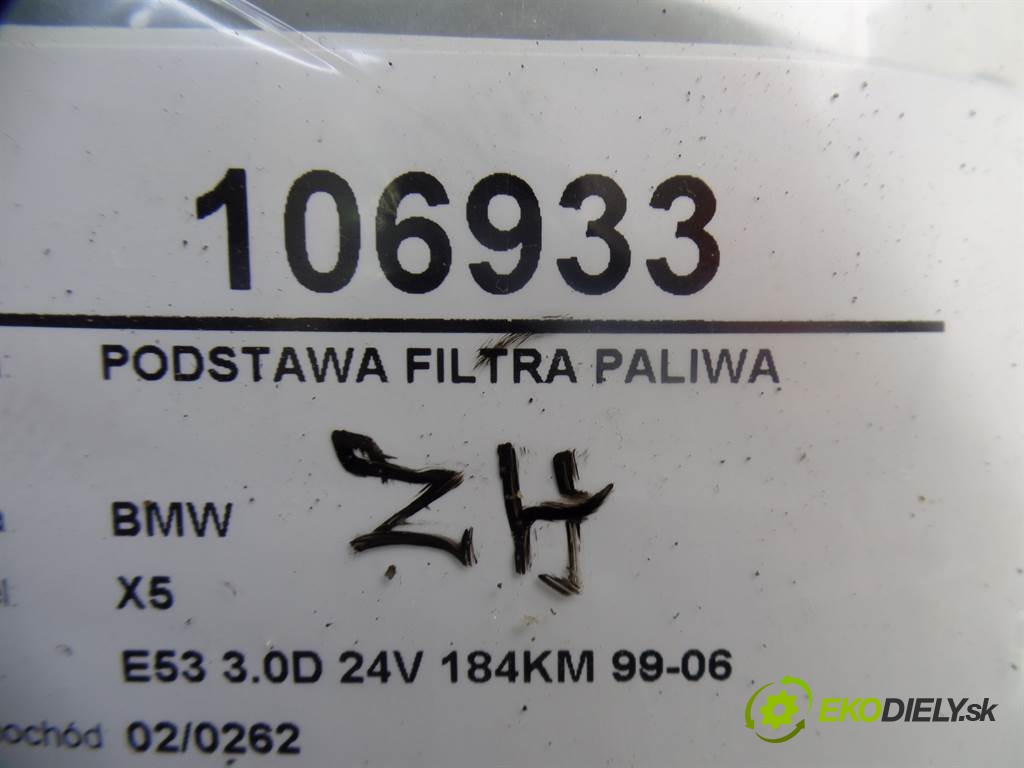 106933
PODSTAWA FILTRA PALIWA
ZH
BMW
X5
E53 3.0D 24V 184KM 99-06
02/0262
EKODIELY.sk